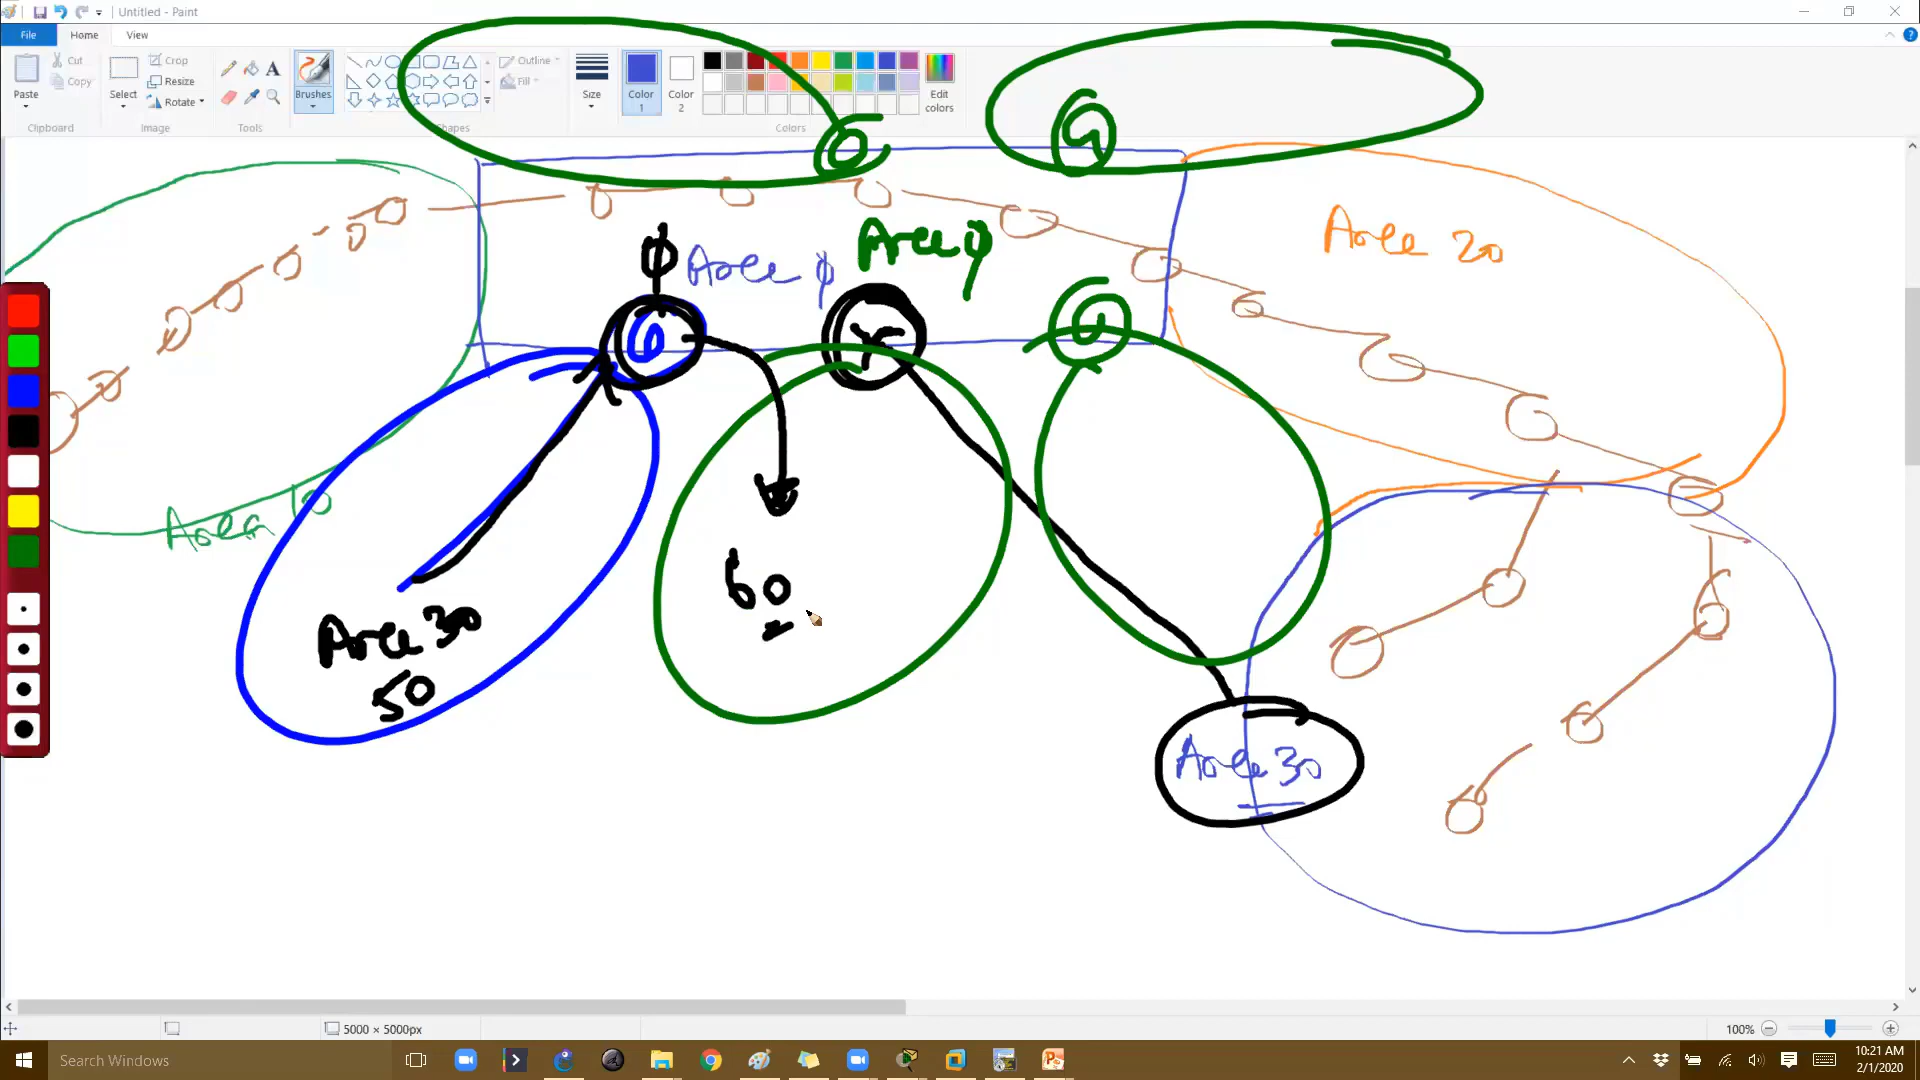 Untitled - Paint
File
Home
View
Paste
Cut
Copy
Clipboard
Select
Crop
Resize
Rotate
Image
Tools
Brushes
Shapes
Outline
Fill
Size
Color 1
Color 2
Colors
Edit colors
Area 10
φ
Area φ
Area φ
Area 20
r
60
Area 30
50
Area 30
5000 × 5000px
100%
Search Windows
10:21 AM
2/1/2020